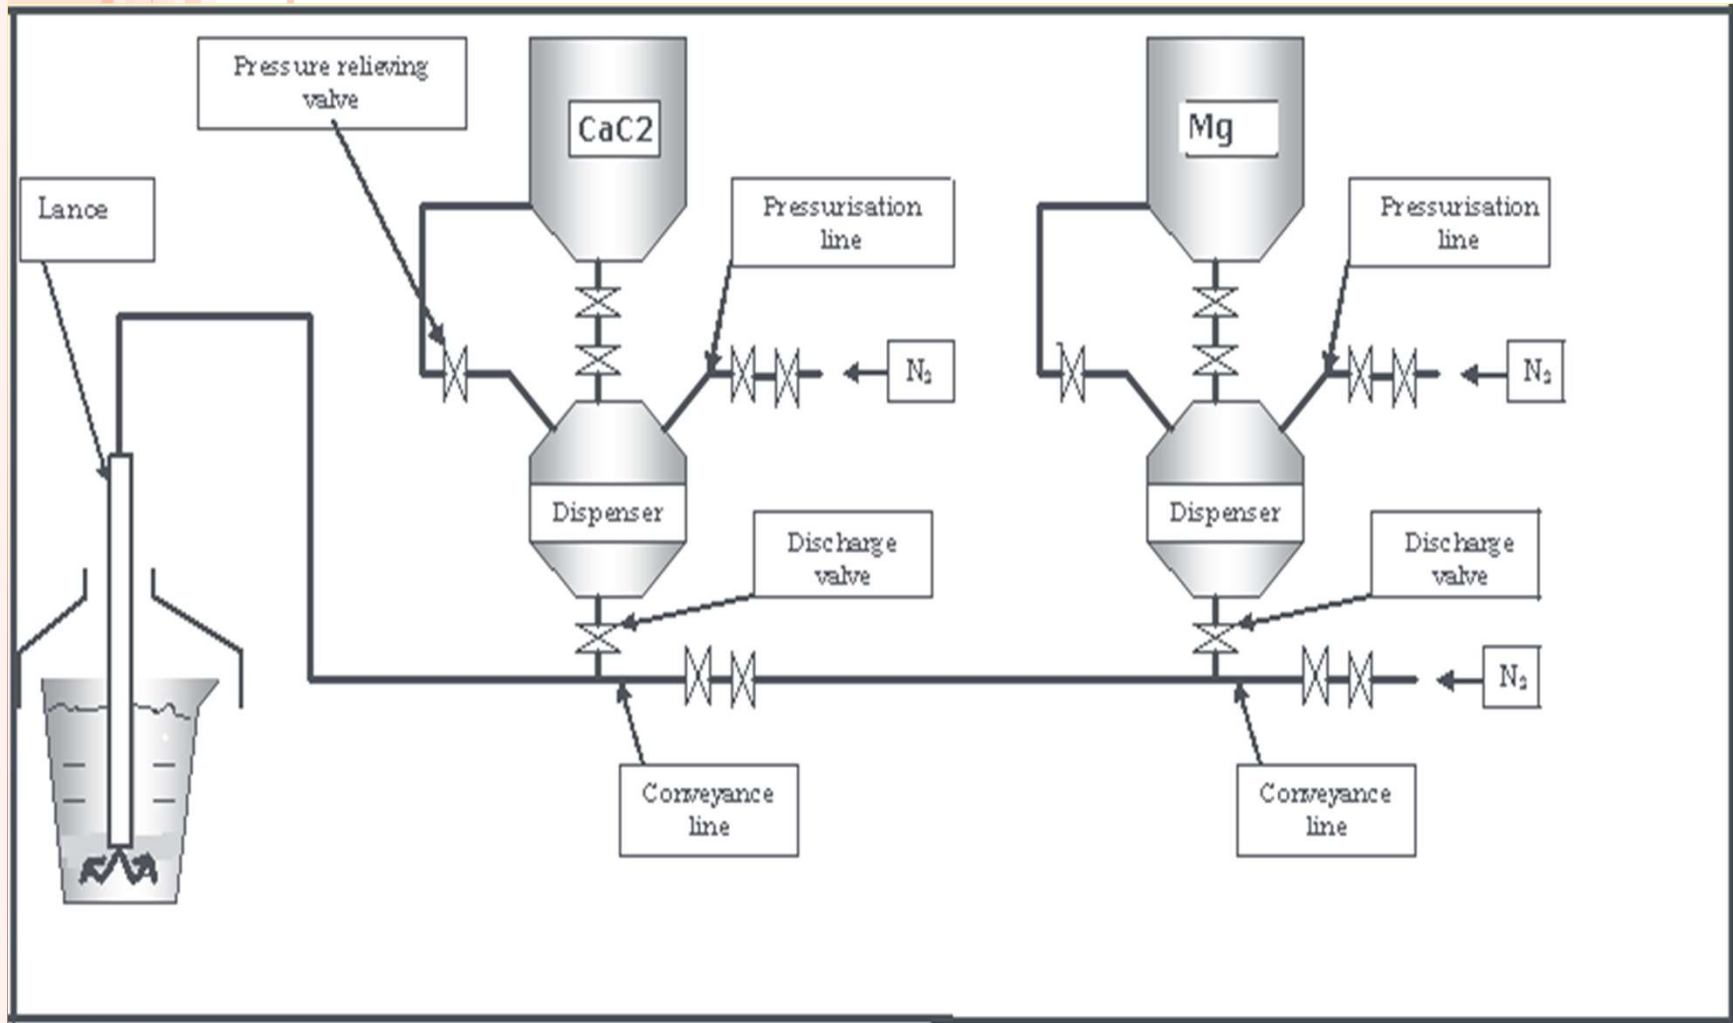 Pressure relieving
valve
CaC2
Mg
Lance
Pressurisation
line
Pressurisation
line
N₂
N₂
Dispenser
Dispenser
Discharge
valve
Discharge
valve
N₂
Conveyance
line
Conveyance
line